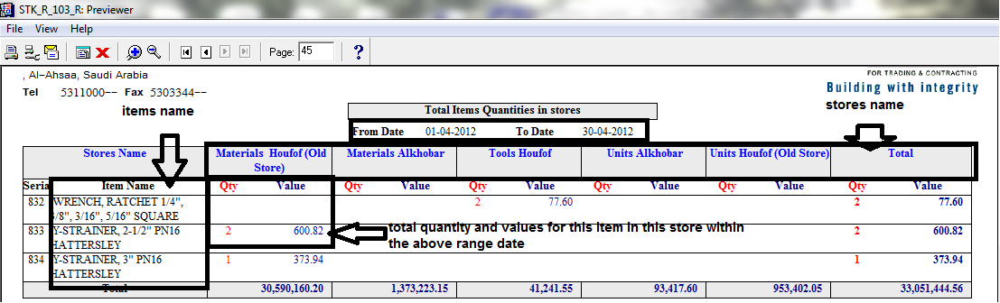 STK_R_103_R: Previewer
File View Help
Page: 45
, Al-Ahsaa, Saudi Arabia
FOR TRADING & CONTRACTING
Tel 5311000-- Fax 5303344--
Building with integrity
items name
stores name
Total Items Quantities in stores
From Date 01-04-2012 To Date 30-04-2012
Stores Name Materials Houfof (Old Store) Materials Alkhobar Tools Houfof Units Alkhobar Units Houfof (Old Store) Total
Seria Item Name Qty Value Qty Value Qty Value Qty Value Qty Value Qty Value
832 WRENCH, RATCHET 1/4", 2 77.60 2 77.60
3/8", 3/16", 5/16" SQUARE
833 Y-STRAINER, 2-1/2" PN16 2 600.82 2 600.82
HATTERSLEY
total quantity and values for this item in this store within
the above range date
834 Y-STRAINER, 3" PN16 1 373.94 1 373.94
HATTERSLEY
Total 30,590,160.20 1,373,223.15 41,241.55 93,417.60 953,402.05 33,051,444.56